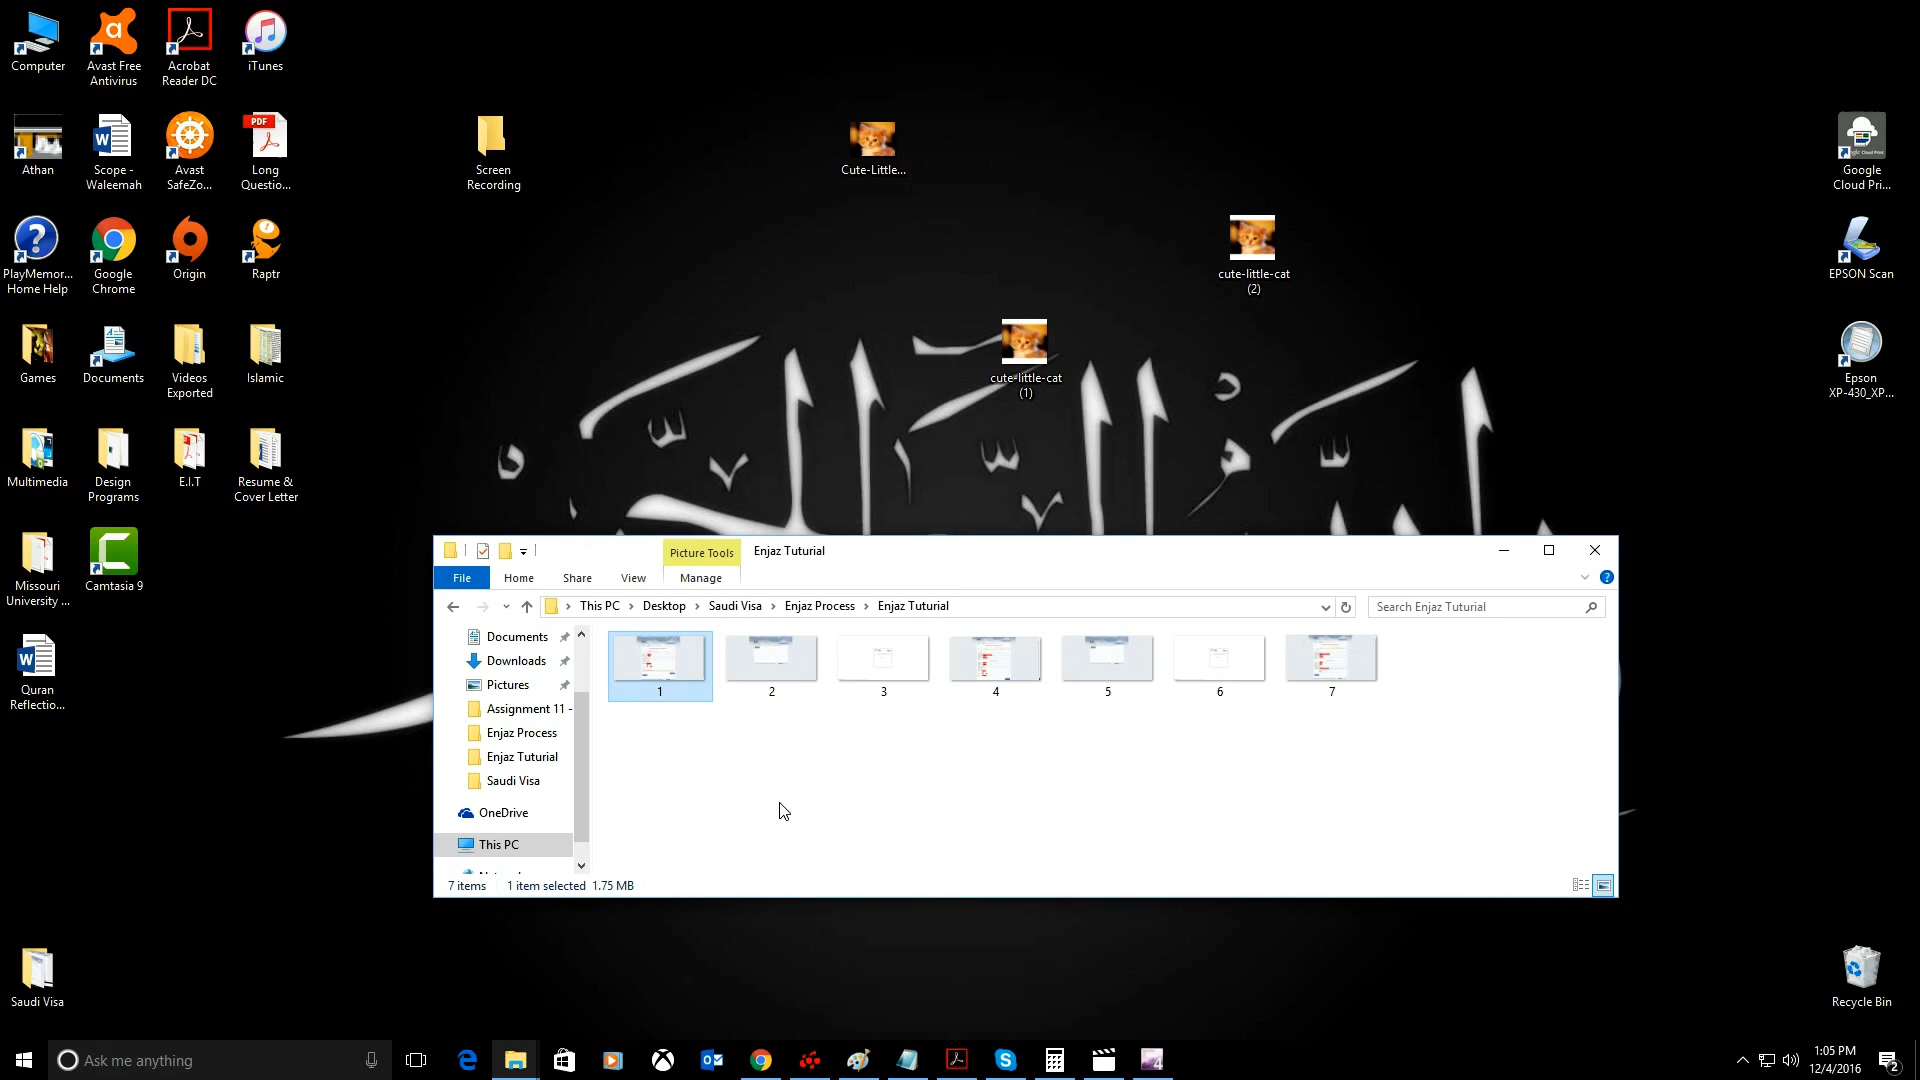 Computer
Avast Free
Antivirus
Acrobat
Reader DC
iTunes
Athan
Scope -
Waleemah
Avast
SafeZo...
PDF
Long
Questio...
Screen
Recording
Cute-Little...
Google
Cloud Pri...
PlayMemor...
Home Help
Google
Chrome
Origin
Raptr
cute-little-cat
(2)
EPSON Scan
Games
Documents
Videos
Exported
Islamic
cute-little-cat
(1)
Epson
XP-430_XP...
Multimedia
Design
Programs
E.I.T
Resume &
Cover Letter
Missouri
University ...
Camtasia 9
Quran
Reflectio...
Saudi Visa
Picture Tools
Enjaz Tuturial
File
Home
Share
View
Manage
This PC
Desktop
Saudi Visa
Enjaz Process
Enjaz Tuturial
Search Enjaz Tuturial
Documents
Downloads
Pictures
Assignment 11 -
Enjaz Process
Enjaz Tuturial
Saudi Visa
OneDrive
This PC
1
2
3
4
5
6
7
7 items
1 item selected 1.75 MB
Recycle Bin
Ask me anything
1:05 PM
12/4/2016
2